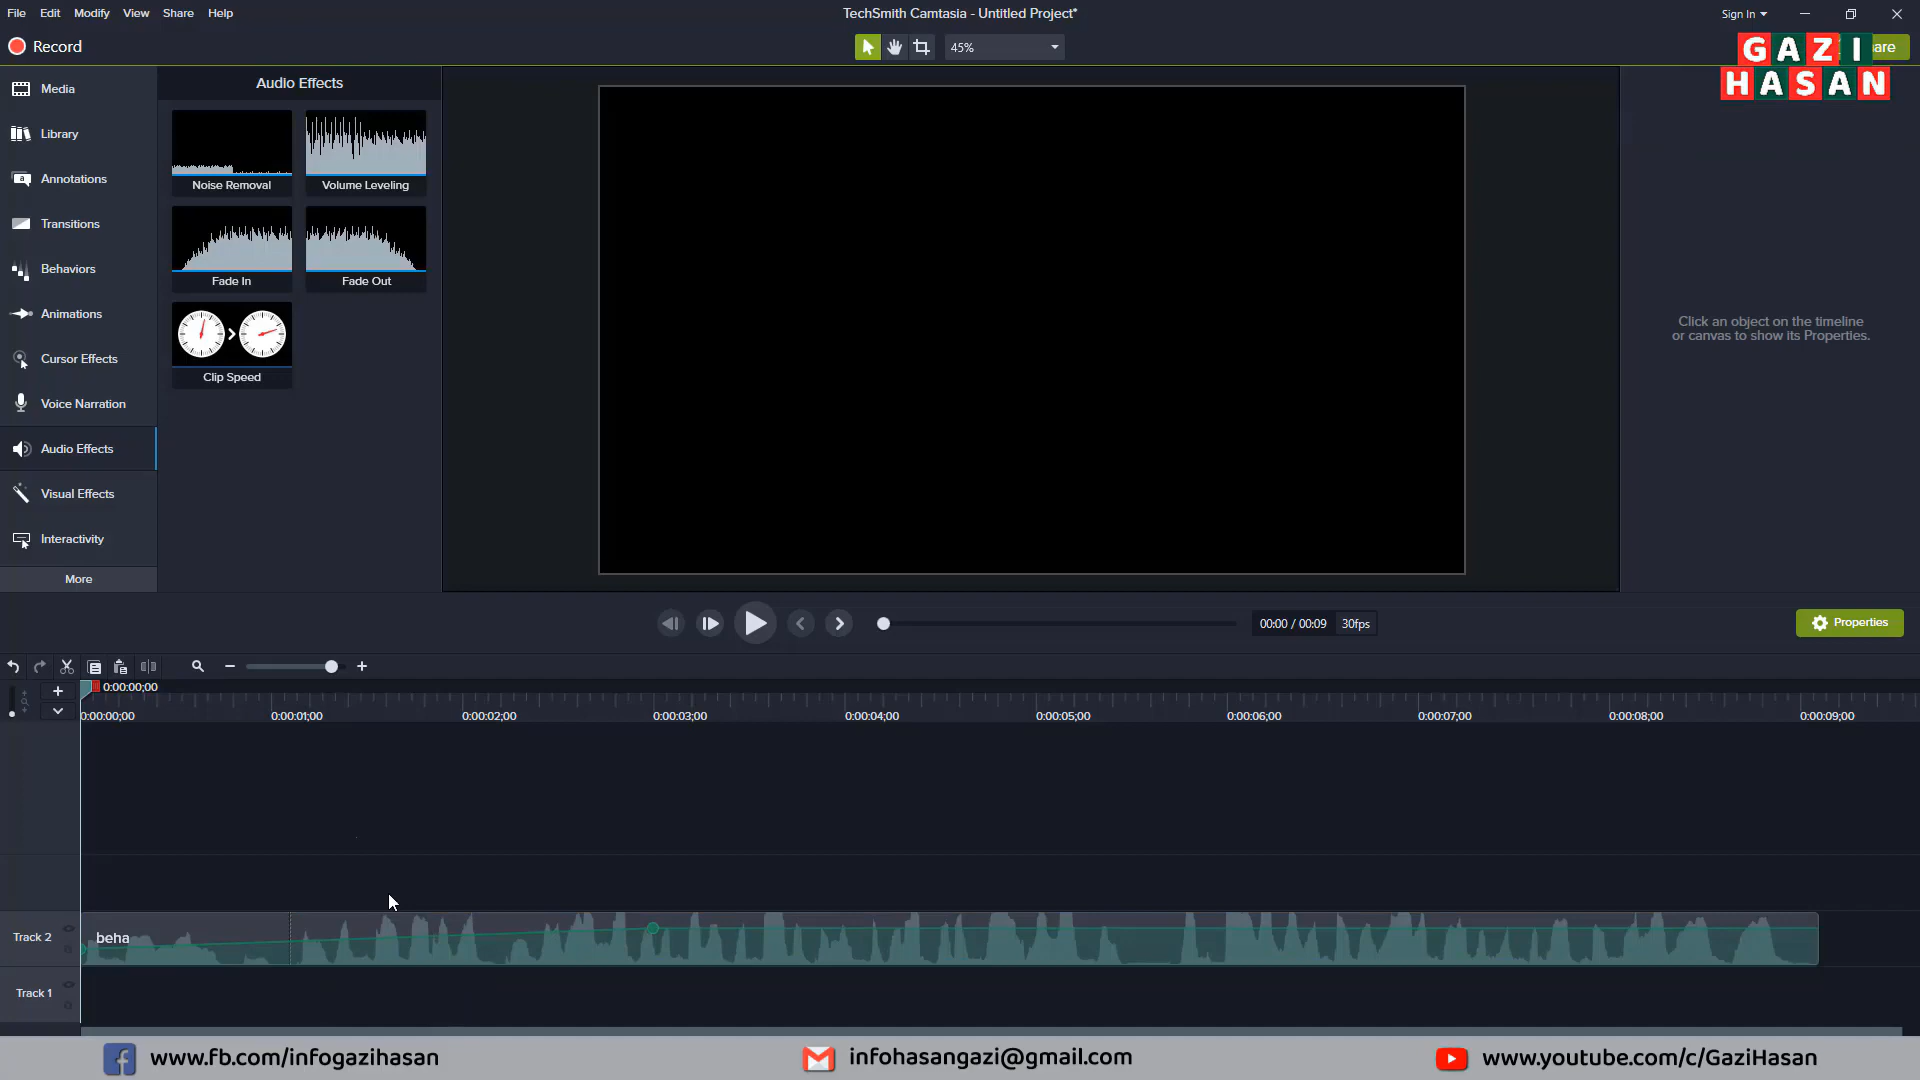 File Edit Modify View Share Help
TechSmith Camtasia - Untitled Project*
Sign In
Record
45%
GAZI
HASAN
are
Media
Library
Annotations
Transitions
Behaviors
Animations
Cursor Effects
Voice Narration
Audio Effects
Visual Effects
Interactivity
More
Audio Effects
Noise Removal
Volume Leveling
Fade In
Fade Out
Clip Speed
Click an object on the timeline
or canvas to show its Properties.
00:00 / 00:09
30fps
Properties
0:00:00;00
0:00:00;00
0:00:01;00
0:00:02;00
0:00:03;00
0:00:04;00
0:00:05;00
0:00:06;00
0:00:07;00
0:00:08;00
0:00:09;00
Track 2
beha
Track 1
www.fb.com/infogazihasan
infohasangazi@gmail.com
www.youtube.com/c/GaziHasan